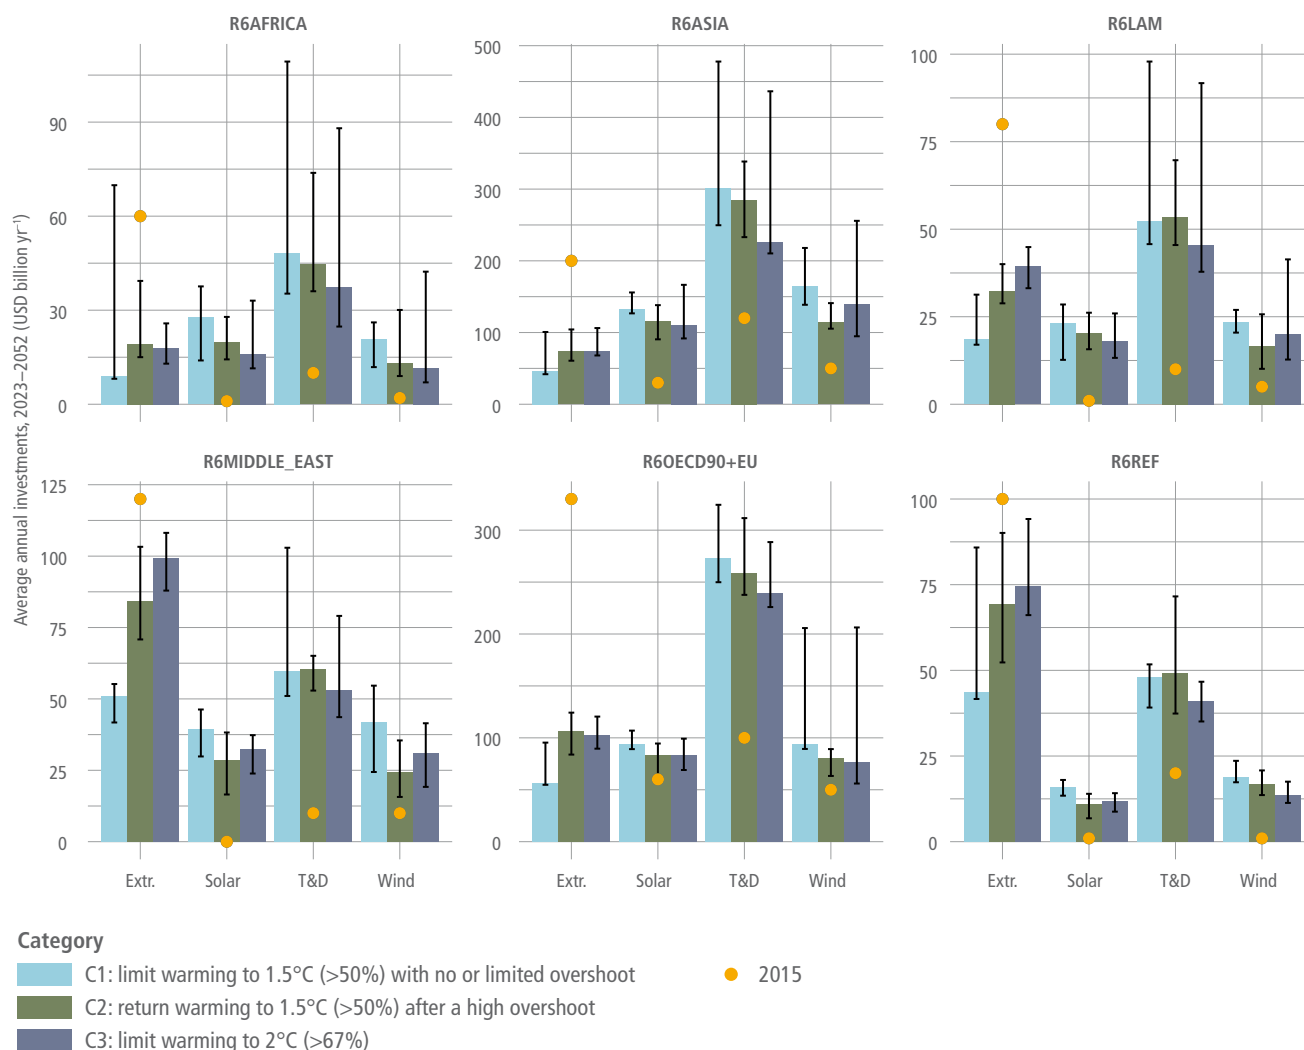 R6AFRICA
R6ASIA
R6LAM
Average annual investments, 2023–2052 (USD billion yr⁻¹)
90
60
30
0
500
400
300
200
100
0
100
75
50
25
0
R6MIDDLE_EAST
R6OECD90+EU
R6REF
125
100
75
50
25
0
300
200
100
0
100
75
50
25
0
Extr. Solar T&D Wind
Extr. Solar T&D Wind
Extr. Solar T&D Wind
Category
C1: limit warming to 1.5°C (>50%) with no or limited overshoot
2015
C2: return warming to 1.5°C (>50%) after a high overshoot
C3: limit warming to 2°C (>67%)